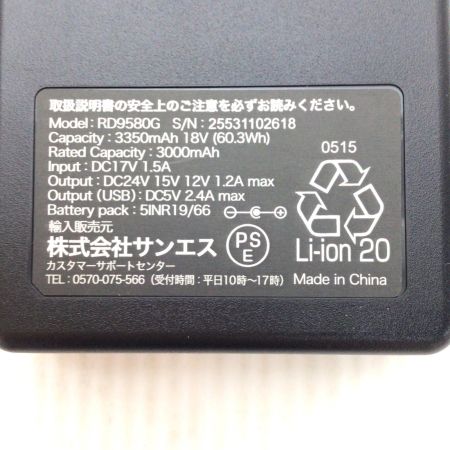 取扱説明書の安全上のご注意を必ずお読みください。
Model : RD9580G   S/N : 25531102618
Capacity : 3350mAh 18V (60.3Wh)
Rated Capacity : 3000mAh
Input : DC17V 1.5A
Output : DC24V 15V 12V 1.2A max
Output (USB) : DC5V 2.4A max
Battery pack : 5INR19/66
輸入販売元
株式会社サンエス
カスタマーサポートセンター
TEL : 0570-075-566（受付時間：平日10時〜17時）
PS
E
0515
Li-ion 20
Made in China